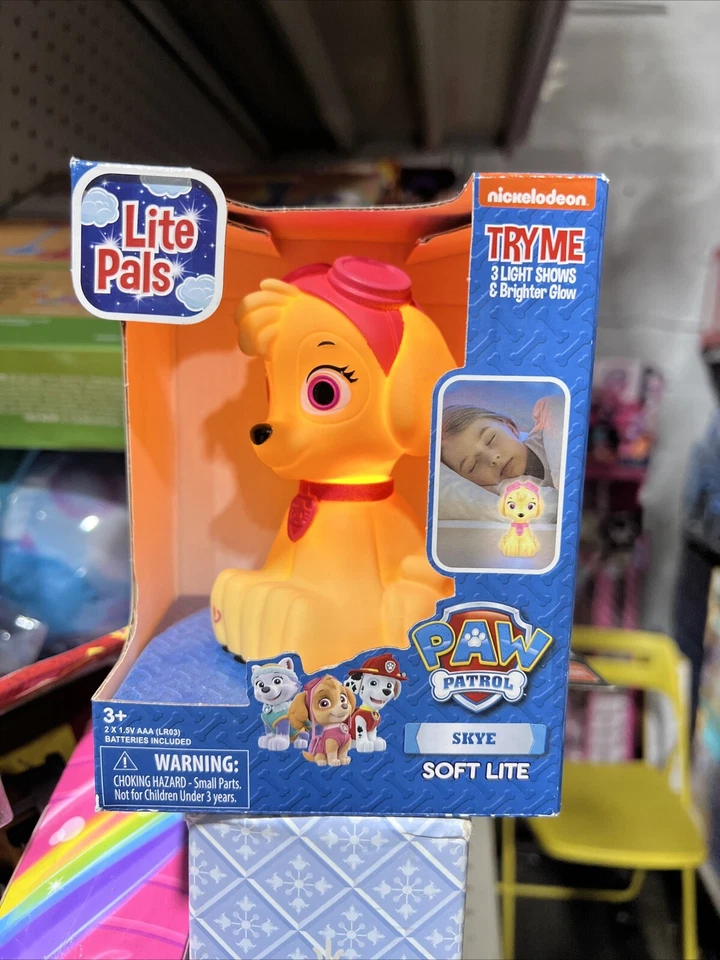 Lite
Pals
nickelodeon
TRY ME
3 LIGHT SHOWS
& Brighter Glow
PAW
PATROL
SKYE
SOFT LITE
3+
2 X 1.5V AAA (LR03)
BATTERIES INCLUDED
WARNING:
CHOKING HAZARD - Small Parts.
Not for Children Under 3 years.